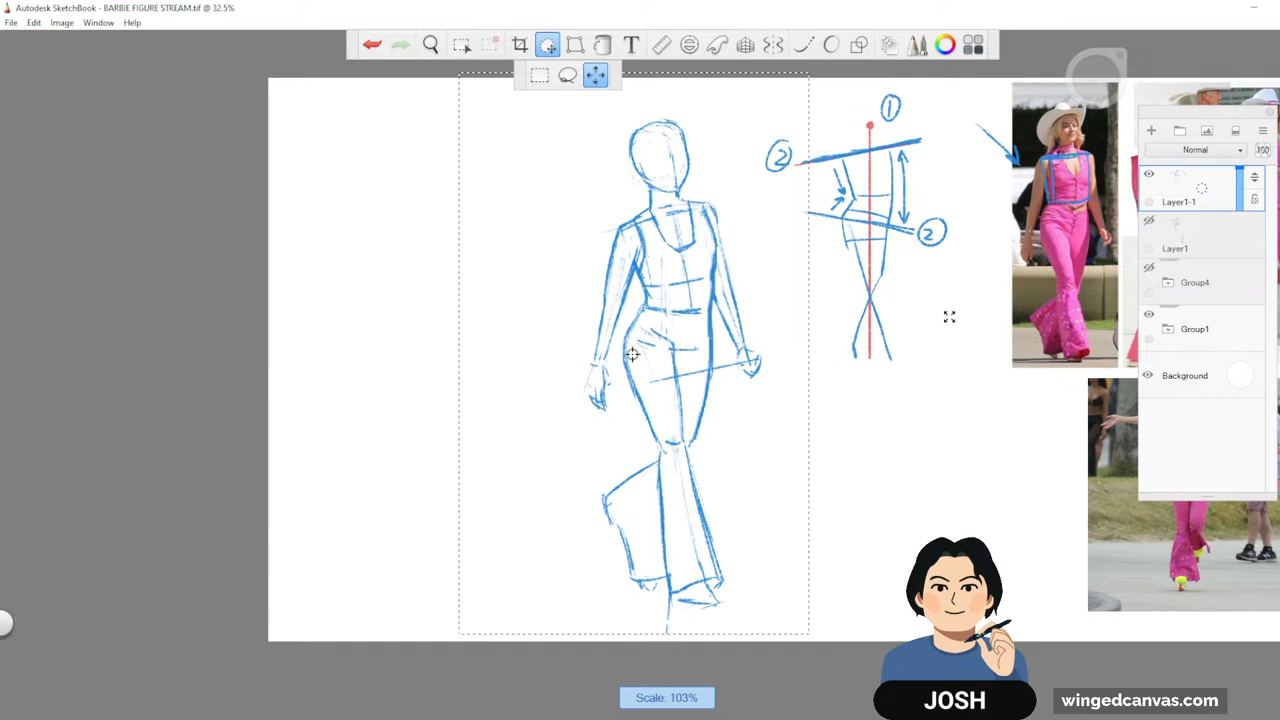 Autodesk SketchBook - BARBIE FIGURE STREAM.tif @ 32.5%
File Edit Image Window Help
T
1
2
2
Normal
100
Layer1-1
Layer1
Group4
Group1
Background
Scale: 103%
JOSH
wingedcanvas.com